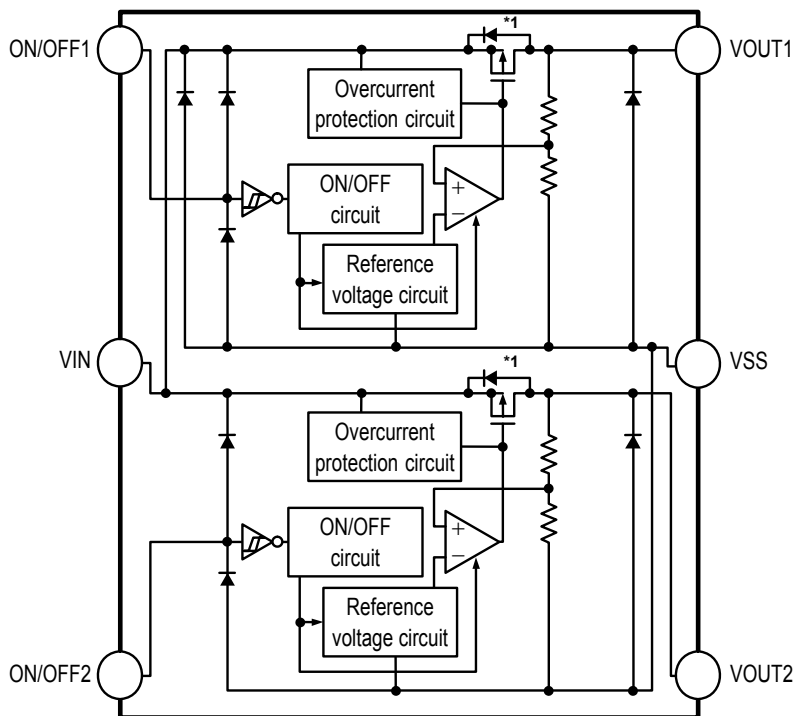 ON/OFF1
*1
VOUT1
Overcurrent
protection circuit
ON/OFF
circuit
+
−
Reference
voltage circuit
VIN
VSS
*1
Overcurrent
protection circuit
ON/OFF
circuit
+
−
Reference
voltage circuit
ON/OFF2
VOUT2